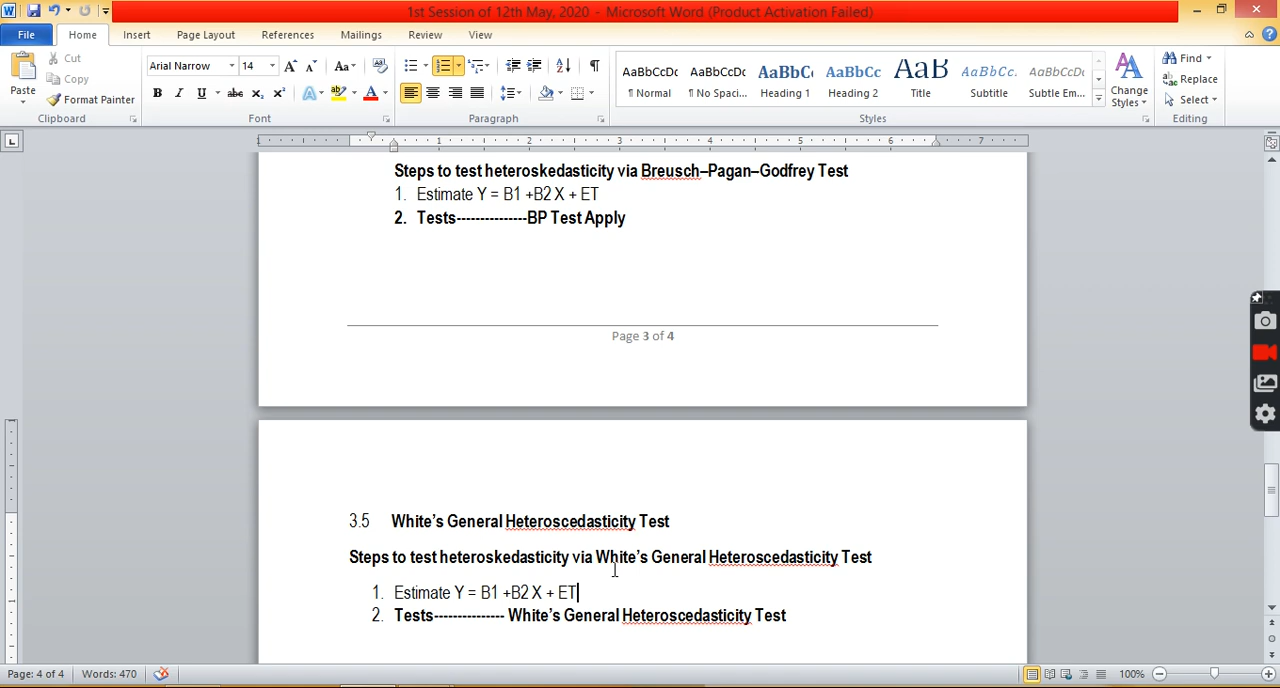 1st Session of 12th May, 2020 - Microsoft Word (Product Activation Failed)
File Home Insert Page Layout References Mailings Review View
Paste
Cut
Copy
Format Painter
Clipboard
Arial Narrow 14
Font
Paragraph
AaBbCcDc AaBbCcDc AaBbC AaBbCc AaB AaBbCc. AaBbCcDc
¶ Normal ¶ No Spaci... Heading 1 Heading 2 Title Subtitle Subtle Em...
Change Styles
Styles
Find
Replace
Select
Editing
Steps to test heteroskedasticity via Breusch–Pagan–Godfrey Test
1. Estimate Y = B1 +B2 X + ET
2. Tests---------------BP Test Apply
Page 3 of 4
3.5 White's General Heteroscedasticity Test
Steps to test heteroskedasticity via White's General Heteroscedasticity Test
1. Estimate Y = B1 +B2 X + ET
2. Tests--------------- White's General Heteroscedasticity Test
Page: 4 of 4 Words: 470 100%